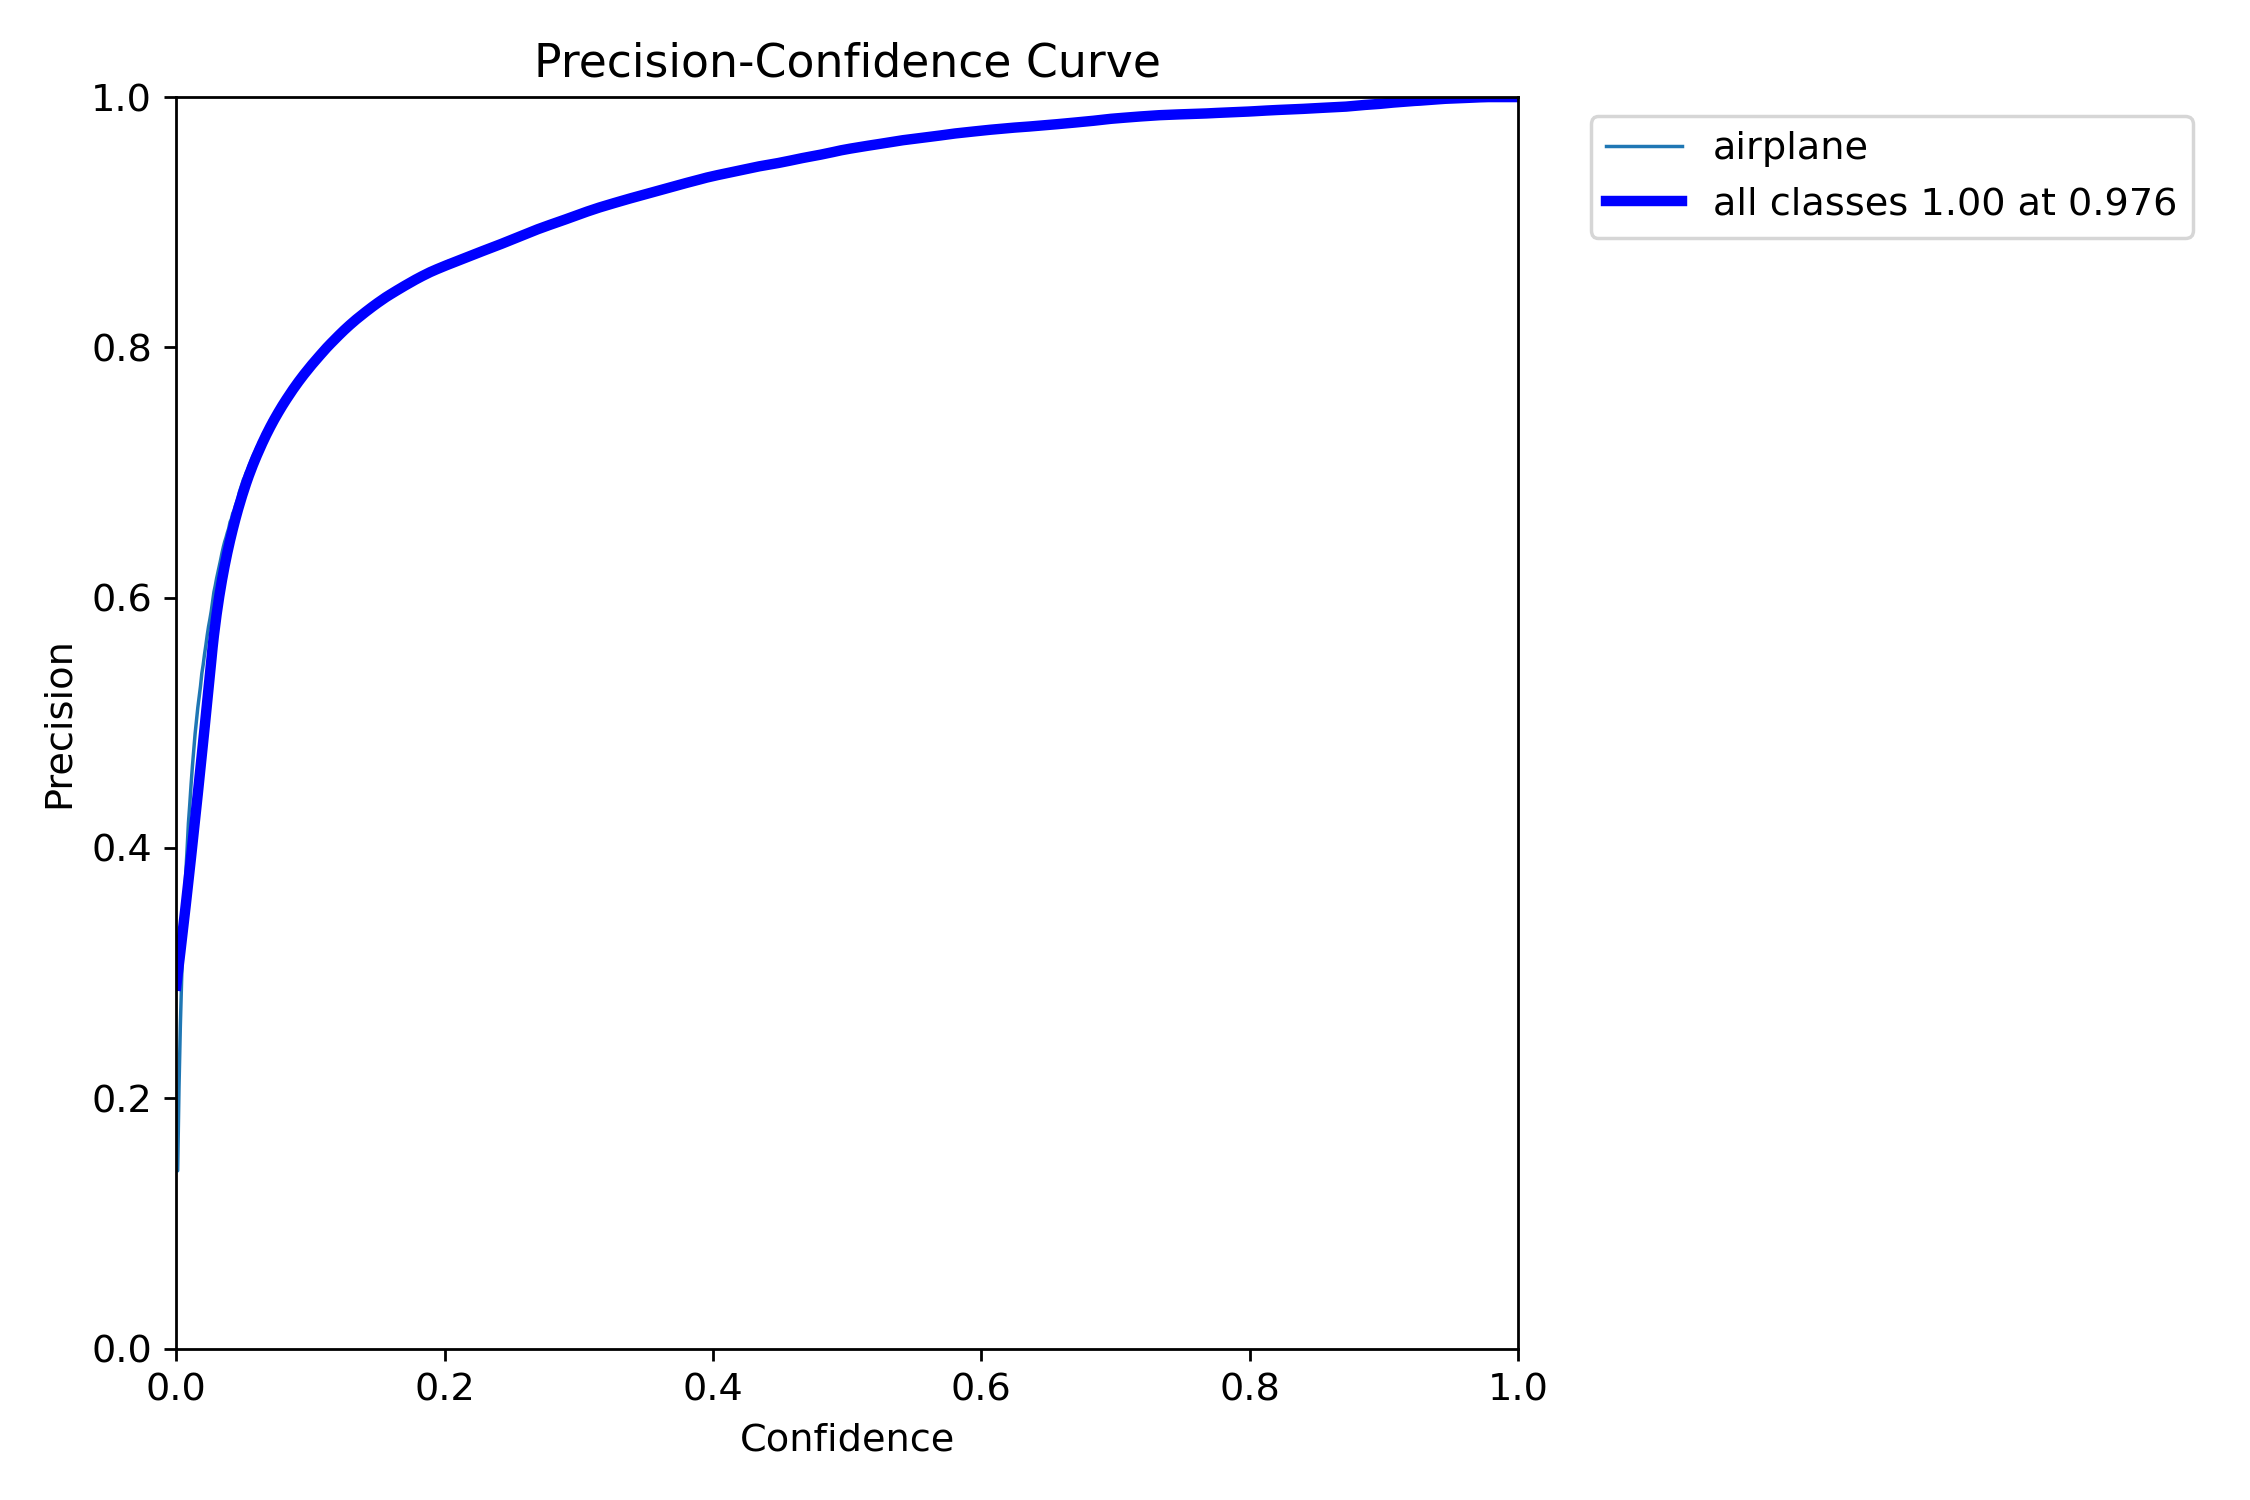 Precision-Confidence Curve
1.0
0.8
0.6
0.4
0.2
0.0
Precision
0.0 0.2 0.4 0.6 0.8 1.0
Confidence
airplane
all classes 1.00 at 0.976